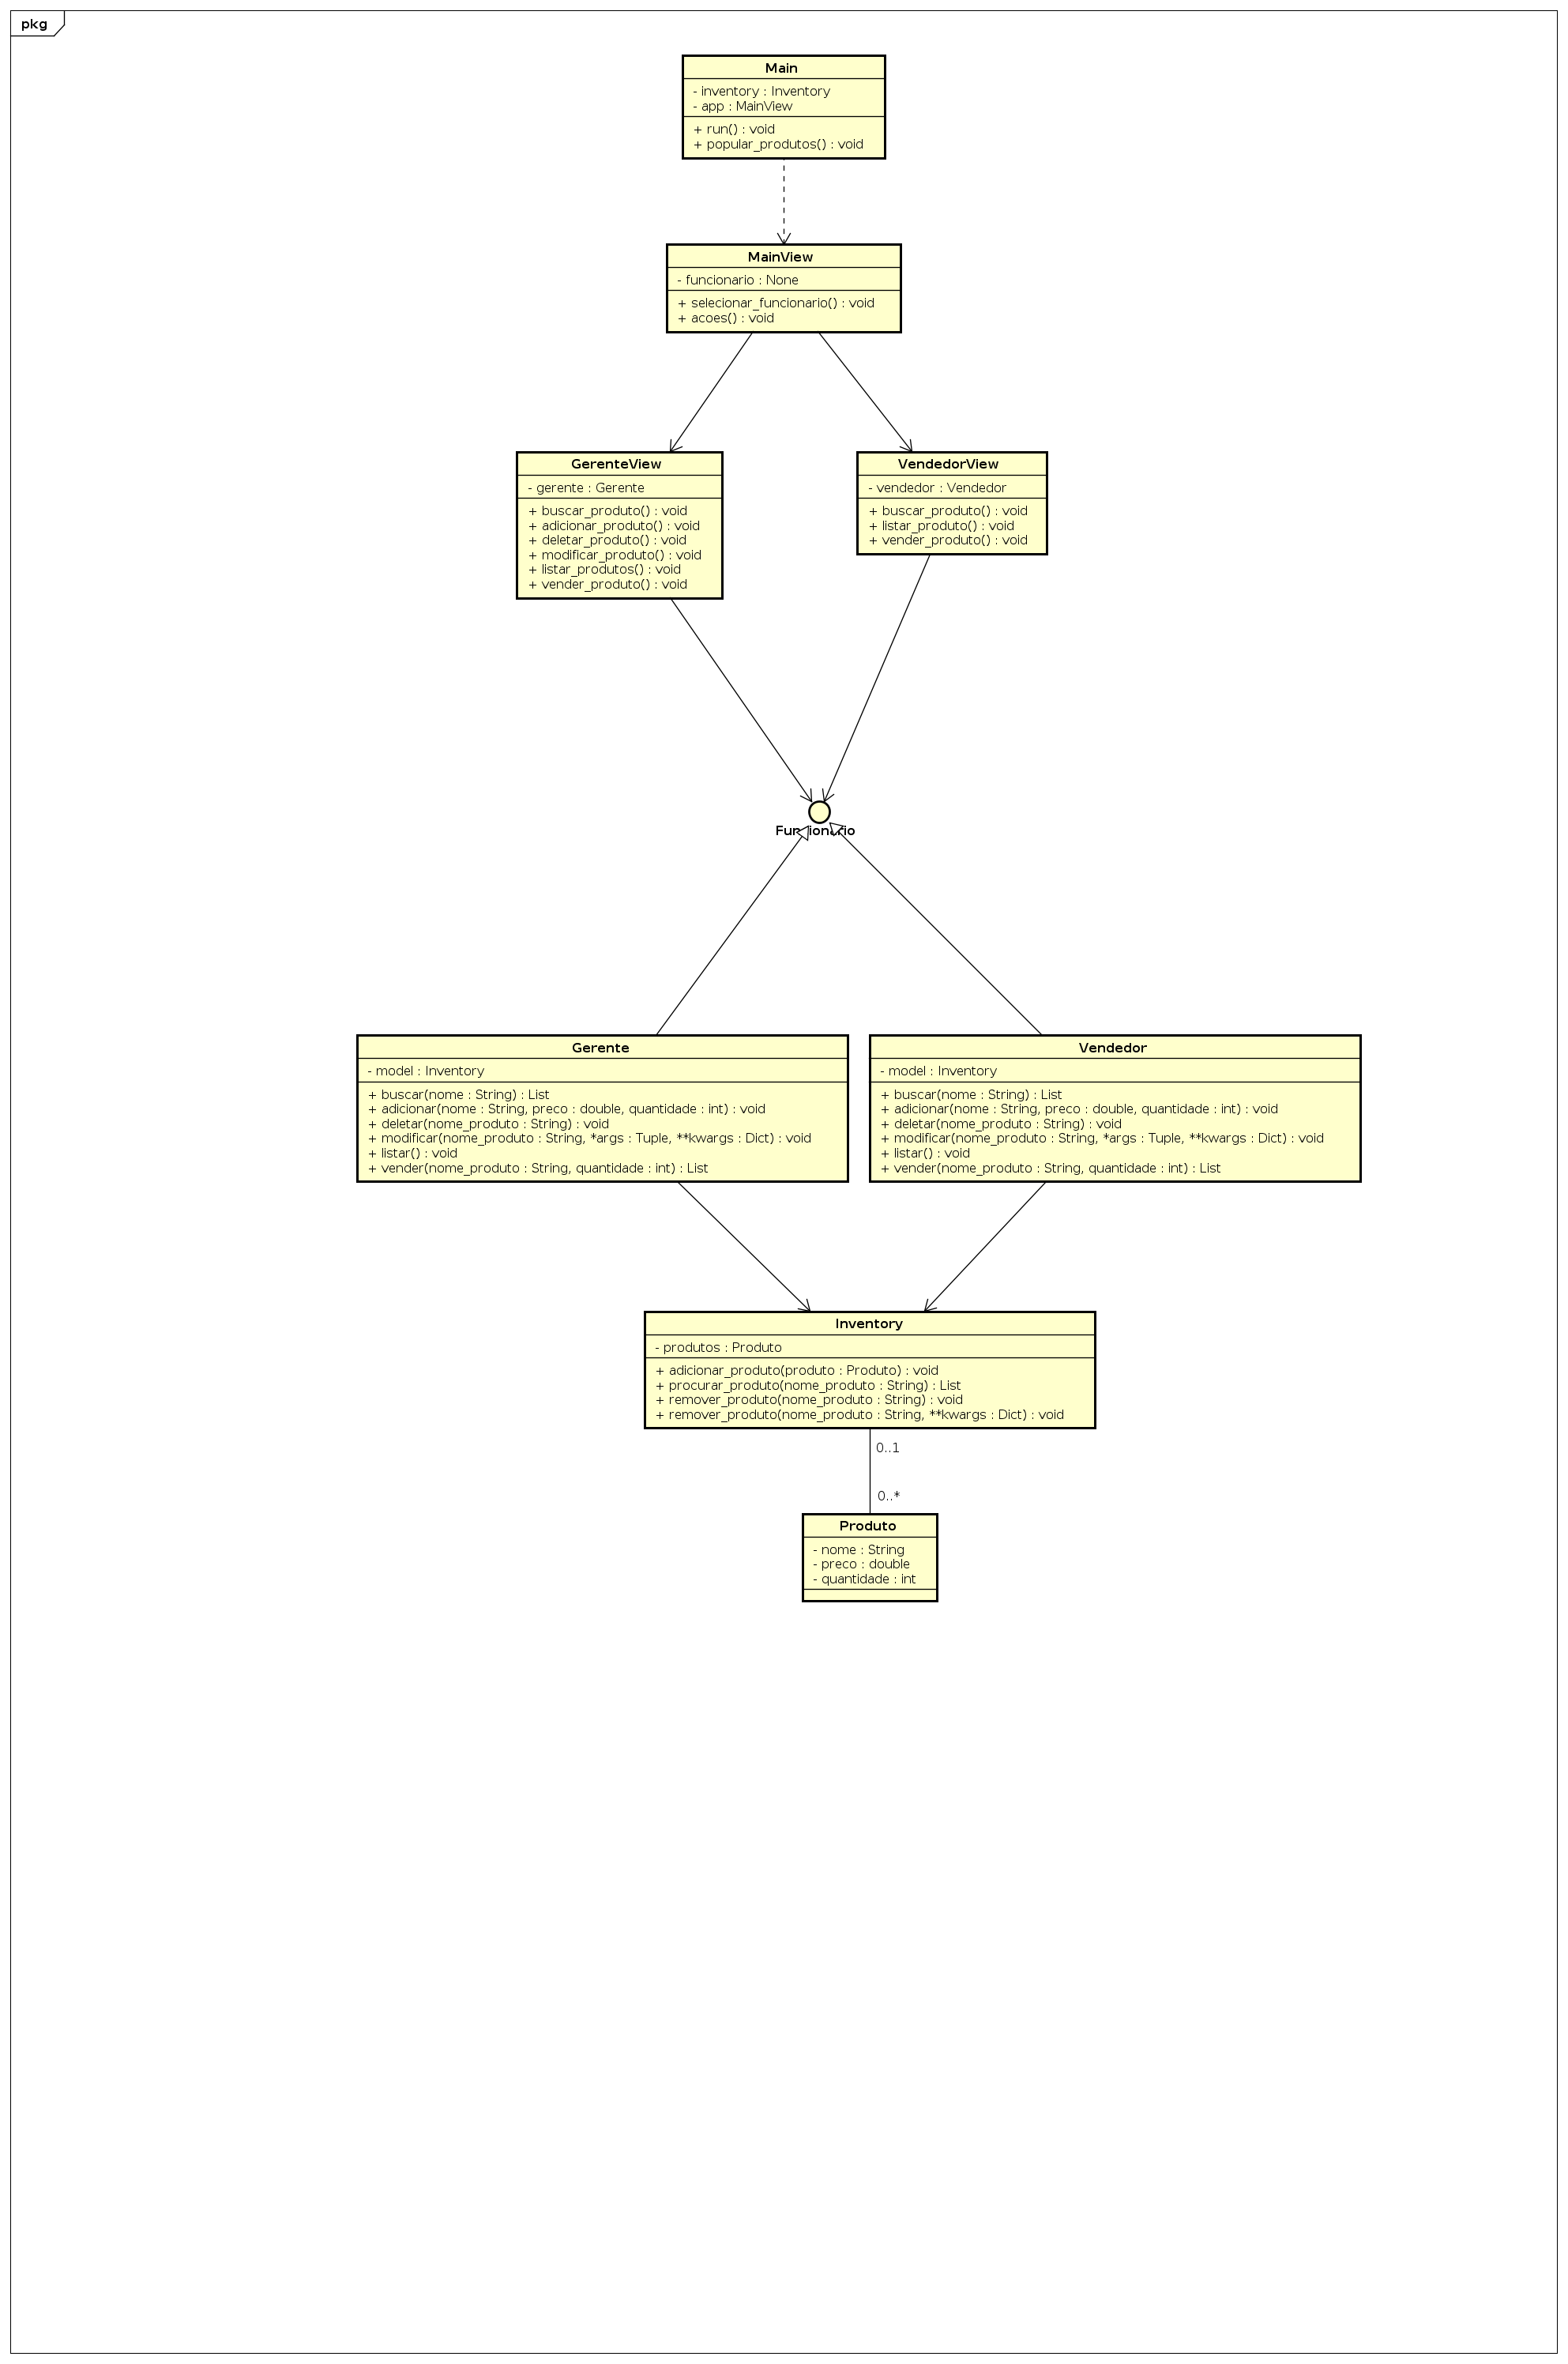 pkg
Main
- inventory : Inventory
- app : MainView
+ run() : void
+ popular_produtos() : void
MainView
- funcionario : None
+ selecionar_funcionario() : void
+ acoes() : void
GerenteView
- gerente : Gerente
+ buscar_produto() : void
+ adicionar_produto() : void
+ deletar_produto() : void
+ modificar_produto() : void
+ listar_produtos() : void
+ vender_produto() : void
VendedorView
- vendedor : Vendedor
+ buscar_produto() : void
+ listar_produto() : void
+ vender_produto() : void
Funcionario
Gerente
- model : Inventory
+ buscar(nome : String) : List
+ adicionar(nome : String, preco : double, quantidade : int) : void
+ deletar(nome_produto : String) : void
+ modificar(nome_produto : String, *args : Tuple, **kwargs : Dict) : void
+ listar() : void
+ vender(nome_produto : String, quantidade : int) : List
Vendedor
- model : Inventory
+ buscar(nome : String) : List
+ adicionar(nome : String, preco : double, quantidade : int) : void
+ deletar(nome_produto : String) : void
+ modificar(nome_produto : String, *args : Tuple, **kwargs : Dict) : void
+ listar() : void
+ vender(nome_produto : String, quantidade : int) : List
Inventory
- produtos : Produto
+ adicionar_produto(produto : Produto) : void
+ procurar_produto(nome_produto : String) : List
+ remover_produto(nome_produto : String) : void
+ remover_produto(nome_produto : String, **kwargs : Dict) : void
0..1
0..*
Produto
- nome : String
- preco : double
- quantidade : int